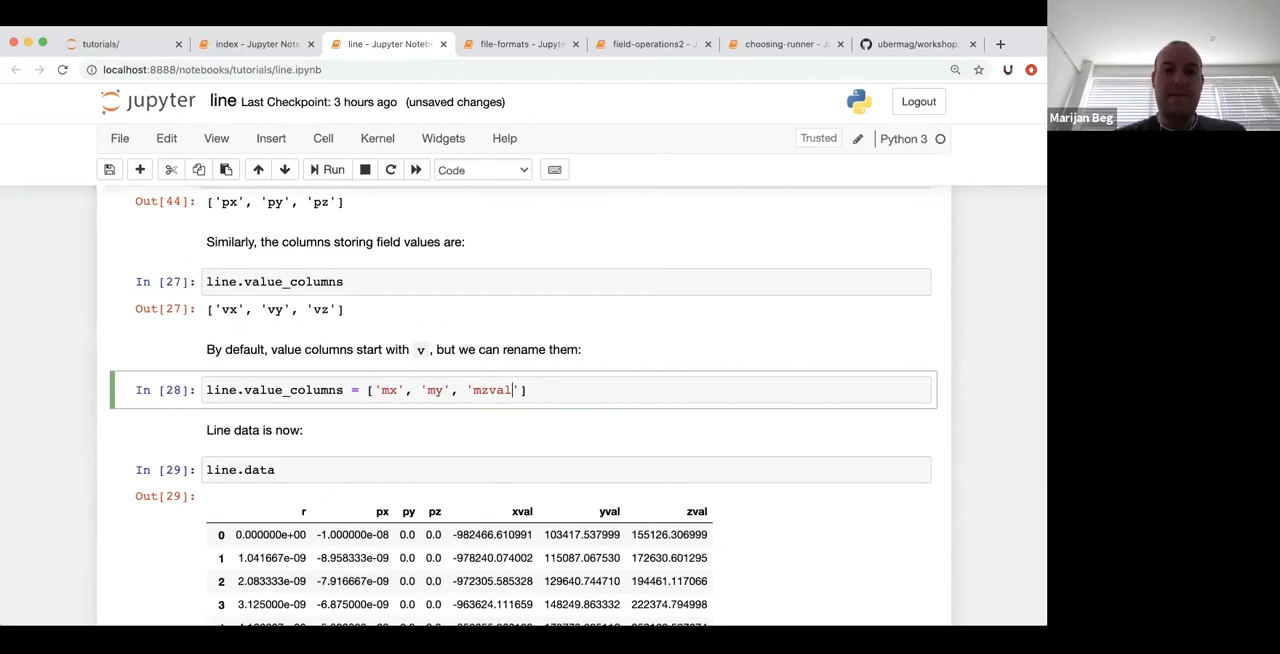 tutorials/ index - Jupyter Note line - Jupyter Noteb file-formats - Jupyte field-operations2 - J choosing-runner - Ju ubermag/workshop:
localhost:8888/notebooks/tutorials/line.ipynb
jupyter line Last Checkpoint: 3 hours ago (unsaved changes) Logout
File Edit View Insert Cell Kernel Widgets Help Trusted Python 3
Run Code
Out[44]: ['px', 'py', 'pz']
Similarly, the columns storing field values are:
In [27]: line.value_columns
Out[27]: ['vx', 'vy', 'vz']
By default, value columns start with v, but we can rename them:
In [28]: line.value_columns = ['mx', 'my', 'mzval']
Line data is now:
In [29]: line.data
Out[29]:
r px py pz xval yval zval
0 0.000000e+00 -1.000000e-08 0.0 0.0 -982466.610991 103417.537999 155126.306999
1 1.041667e-09 -8.958333e-09 0.0 0.0 -978240.074002 115087.067530 172630.601295
2 2.083333e-09 -7.916667e-09 0.0 0.0 -972305.585328 129640.744710 194461.117066
3 3.125000e-09 -6.875000e-09 0.0 0.0 -963624.111659 148249.863332 222374.794998
Marijan Beg